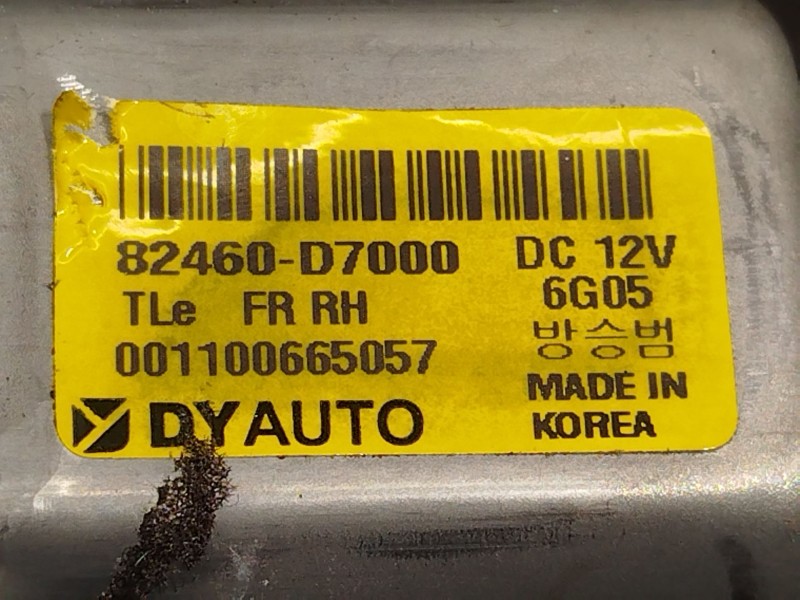 82460-D7000 DC 12V
TLe FR RH 6G05
001100665057 방승범
DYAUTO MADE IN
KOREA